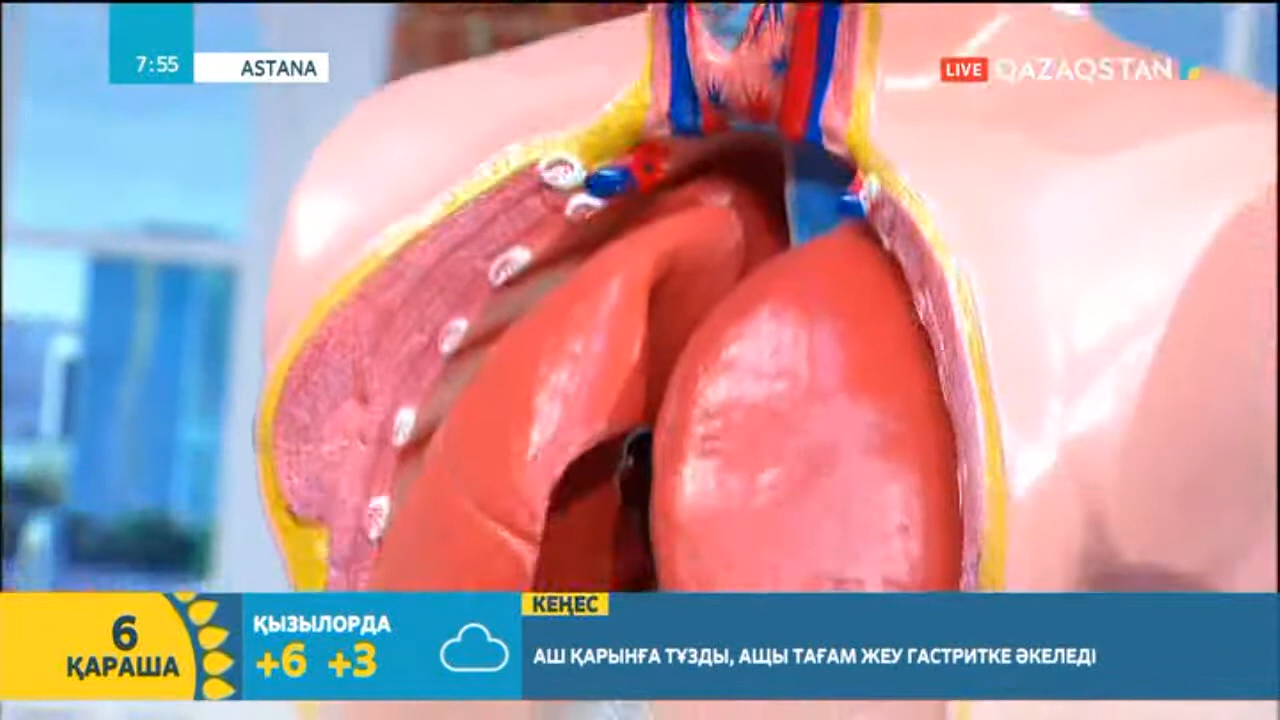 7:55
ASTANA
LIVE QAZAQSTAN
6
ҚАРАША
ҚЫЗЫЛОРДА
+6 +3
КЕҢЕС
АШ ҚАРЫНҒА ТҰЗДЫ, АЩЫ ТАҒАМ ЖЕУ ГАСТРИТКЕ ӘКЕЛЕДІ